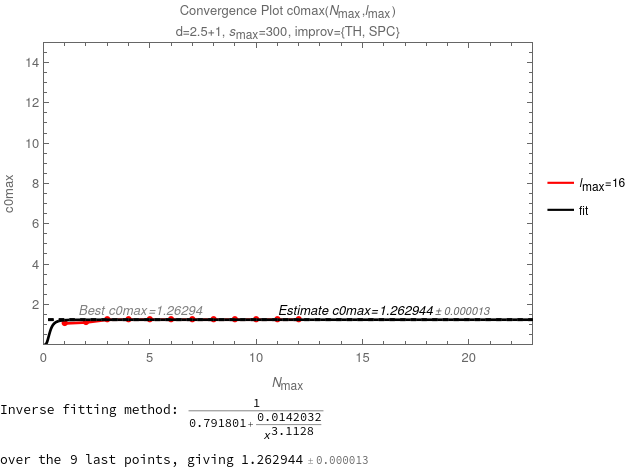 Convergence Plot c0max(Nmax,lmax)
d=2.5+1, smax=300, improv={TH, SPC}
14
12
10
8
6
4
2
c0max
Best c0max=1.26294
Estimate c0max=1.262944 ± 0.000013
0 5 10 15 20
Nmax
lmax=16
fit
Inverse fitting method: 1
0.791801+ 0.0142032
x^3.1128
over the 9 last points, giving 1.262944 ± 0.000013